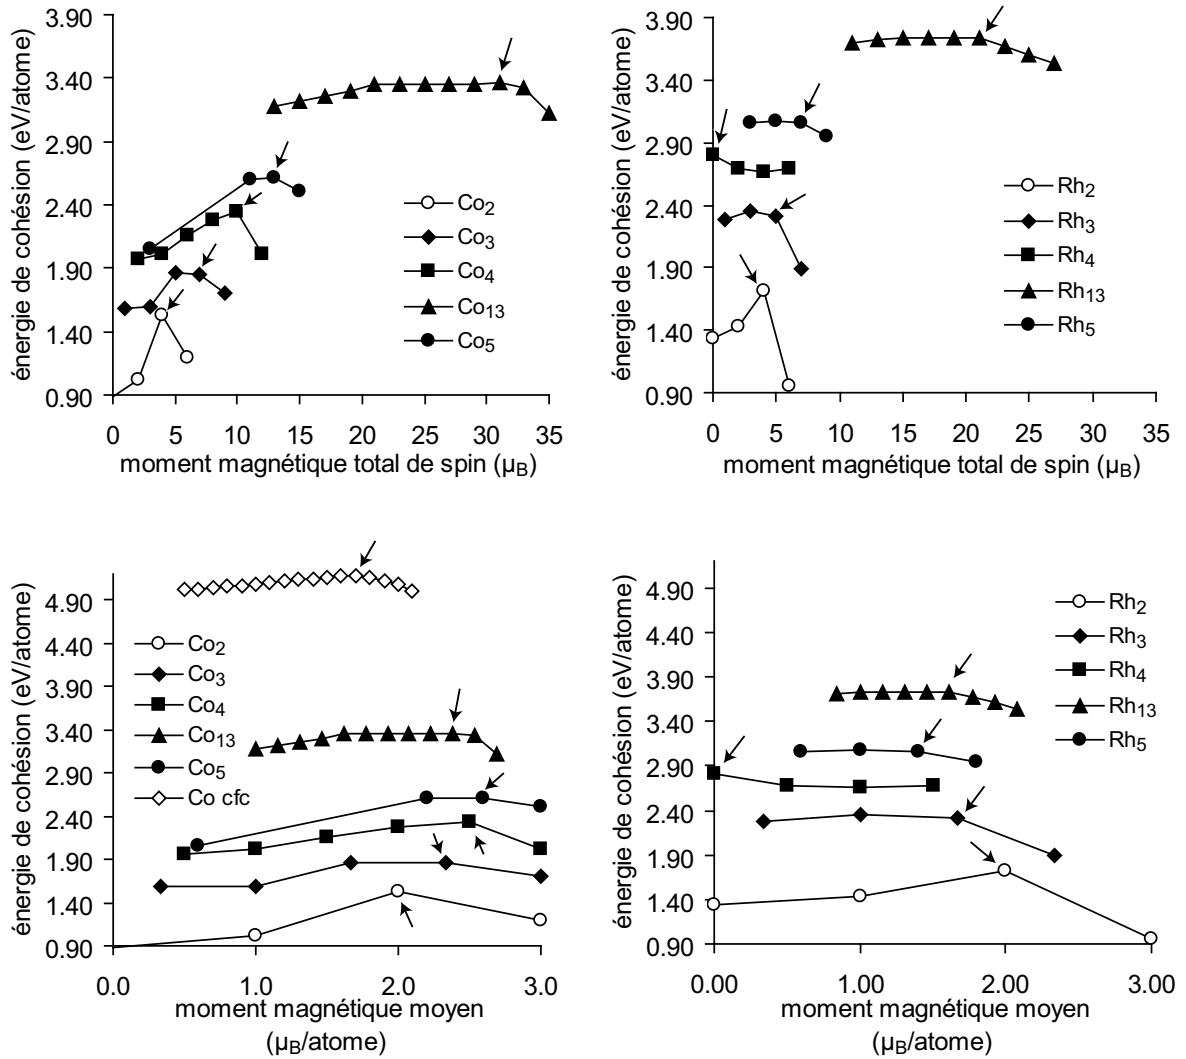 énergie de cohésion (eV/atome)
3.90
3.40
2.90
2.40
1.90
1.40
0.90
0 5 10 15 20 25 30 35
moment magnétique total de spin (µB)
Co2
Co3
Co4
Co13
Co5
énergie de cohésion (eV/atome)
3.90
3.40
2.90
2.40
1.90
1.40
0.90
0 5 10 15 20 25 30 35
moment magnétique total de spin (µB)
Rh2
Rh3
Rh4
Rh13
Rh5
énergie de cohésion (eV/atome)
4.90
4.40
3.90
3.40
2.90
2.40
1.90
1.40
0.90
0.0 1.0 2.0 3.0
moment magnétique moyen
(µB/atome)
Co2
Co3
Co4
Co13
Co5
Co cfc
énergie de cohésion (eV/atome)
4.90
4.40
3.90
3.40
2.90
2.40
1.90
1.40
0.90
0.00 1.00 2.00 3.00
moment magnétique moyen
(µB/atome)
Rh2
Rh3
Rh4
Rh13
Rh5